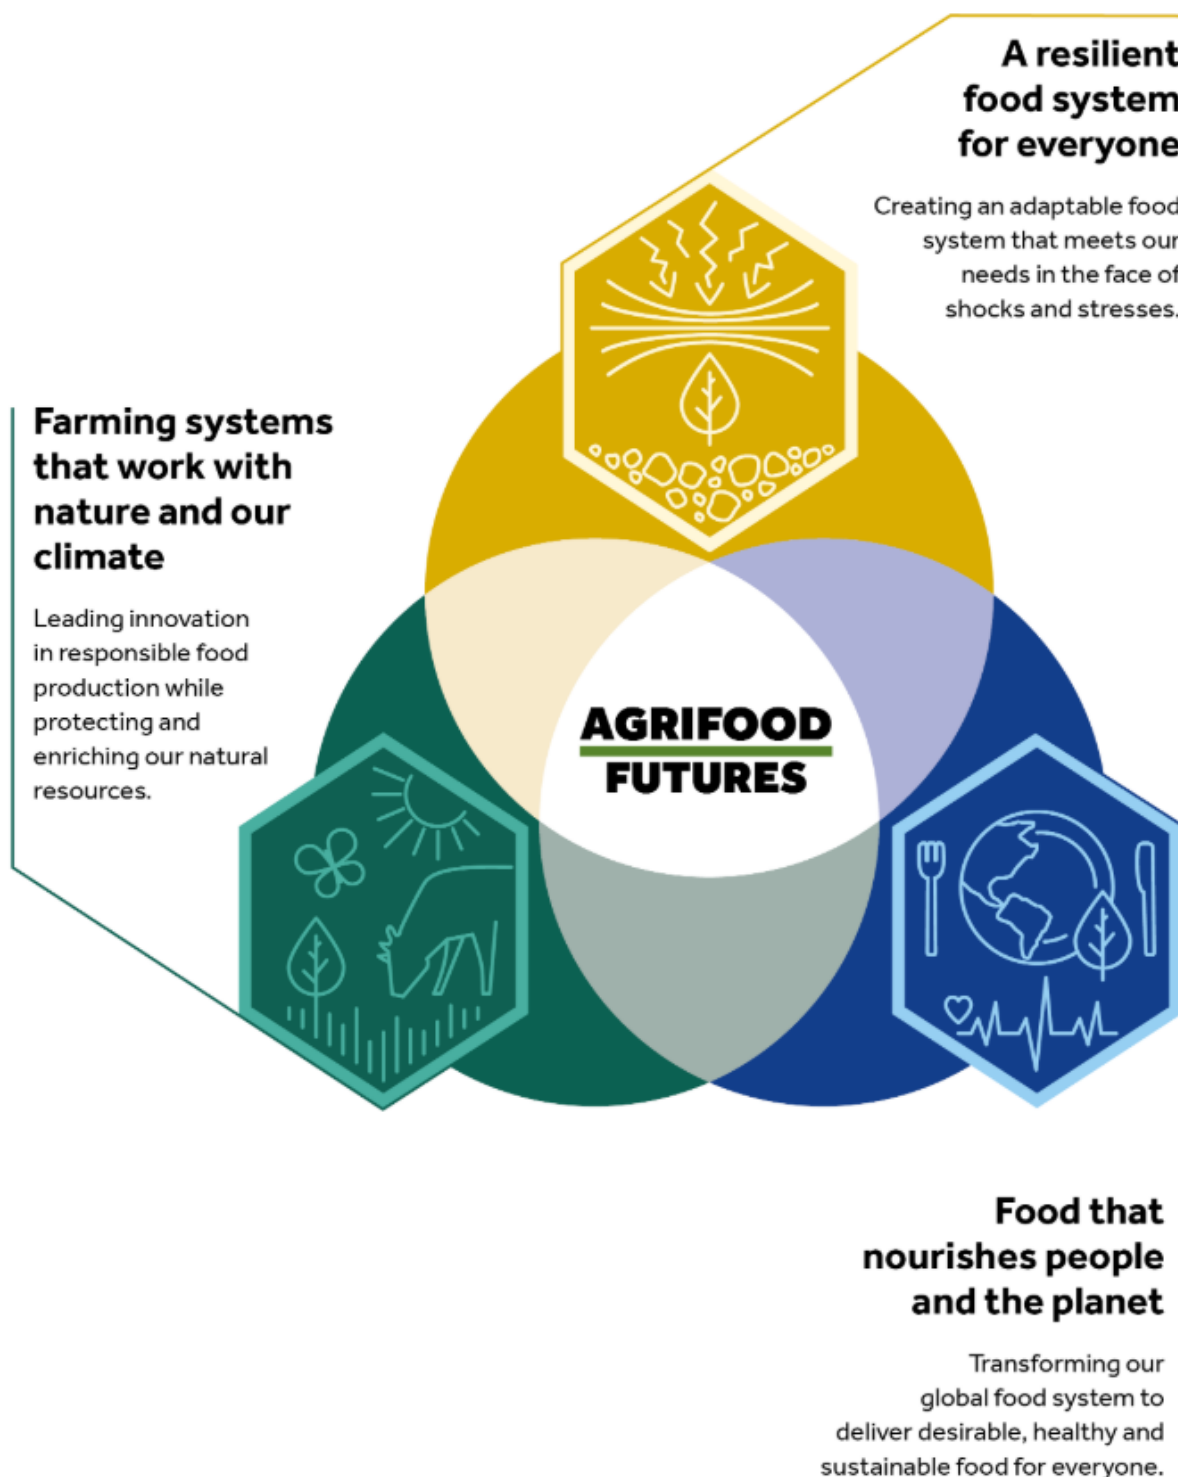 A resilient
food system
for everyone
Creating an adaptable food
system that meets our
needs in the face of
shocks and stresses.
Farming systems
that work with
nature and our
climate
Leading innovation
in responsible food
production while
protecting and
enriching our natural
resources.
AGRIFOOD
FUTURES
Food that
nourishes people
and the planet
Transforming our
global food system to
deliver desirable, healthy and
sustainable food for everyone.